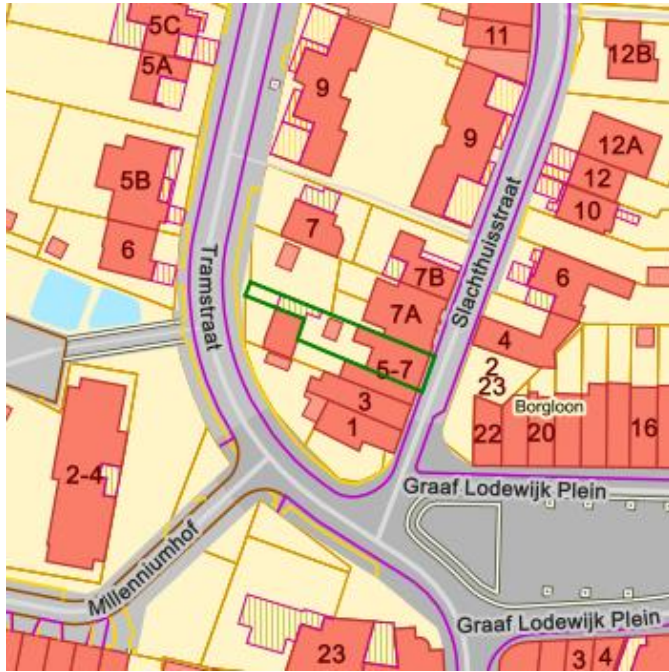 5C
11
5A
9
12B
9
12A
5B
12
10
7
6
Tramstraat
Slachthuisstraat
7B
6
7A
4
5-7
2
23
3
Borgloon
1
22
20
16
2-4
Graaf Lodewijk Plein
Millenniumhof
Graaf Lodewijk Plein
23
3
4